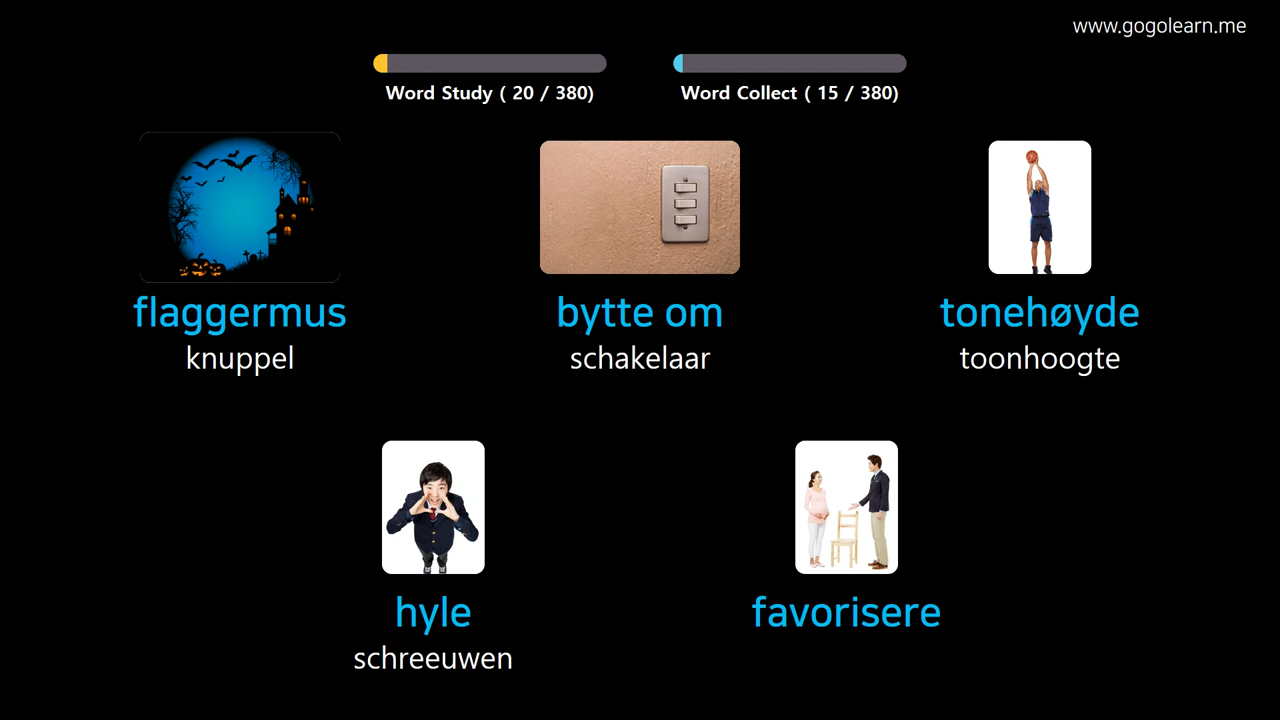 www.gogolearn.me
Word Study ( 20 / 380)
Word Collect ( 15 / 380)
flaggermus
knuppel
bytte om
schakelaar
tonehøyde
toonhoogte
hyle
schreeuwen
favorisere